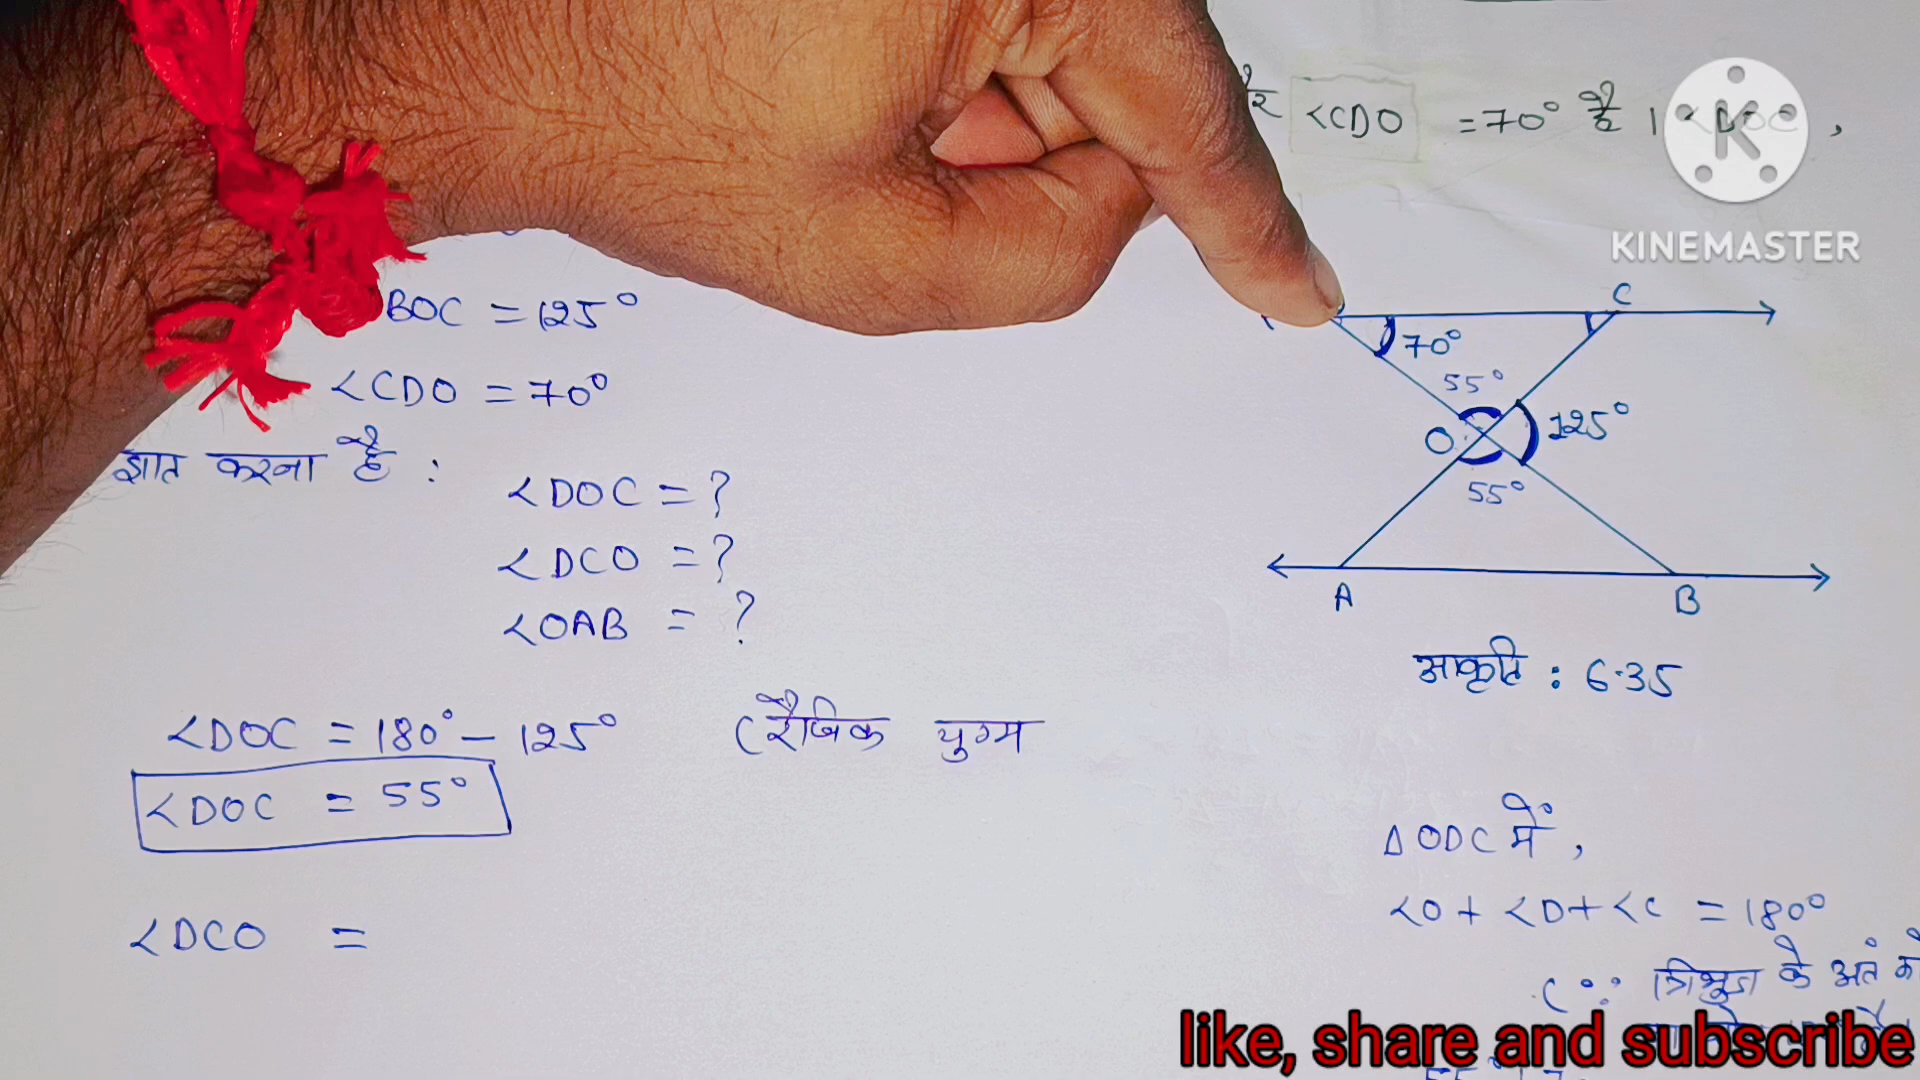 ∠CDO = 70° है ।
KINEMASTER
BOC = 125°
∠CDO = 70°
ज्ञात करना है :
∠DOC = ?
∠DCO = ?
∠OAB = ?
C
70°
55°
O
125°
55°
A
B
आकृति : 6.35
∠DOC = 180° - 125° (रैखिक युग्म
∠DOC = 55°
∠DCO =
Δ ODC में,
∠O + ∠D + ∠C = 180°
(∵ त्रिभुज के अतं
like, share and subscribe